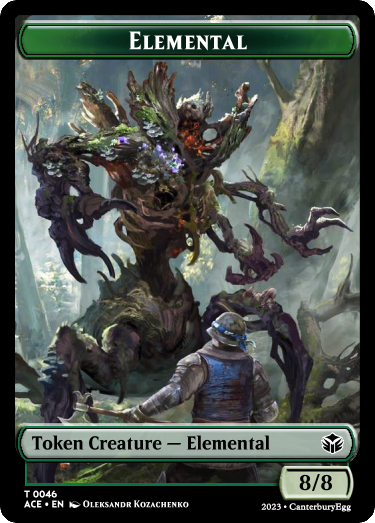 Elemental
Token Creature — Elemental
8/8
T 0046
ACE • EN Oleksandr Kozachenko
2023 • CanterburyEgg